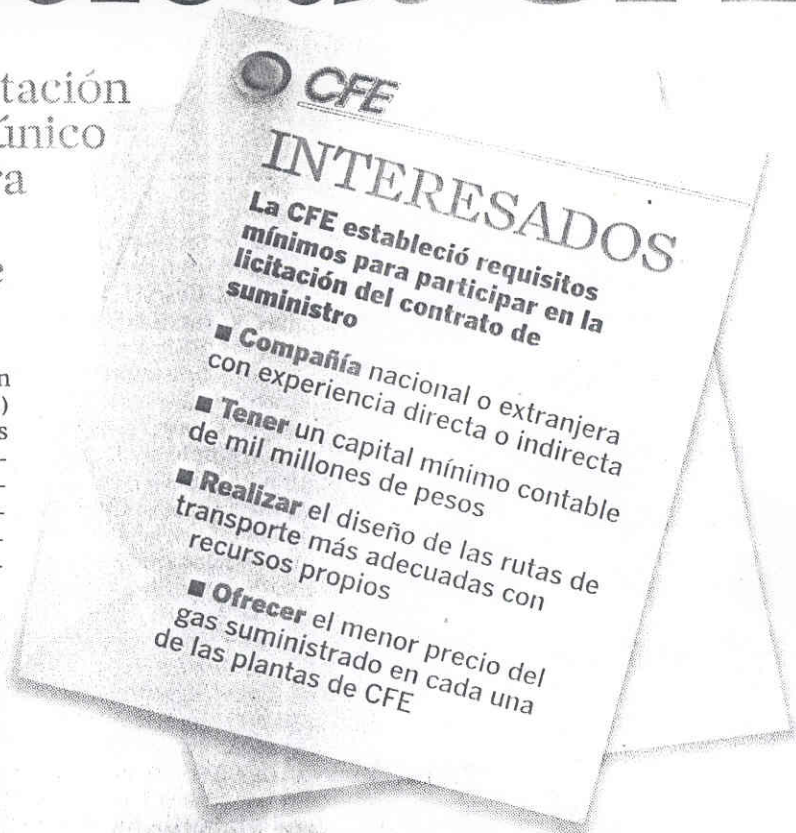 tación
único
CFE
INTERESADOS
La CFE estableció requisitos
mínimos para participar en la
licitación del contrato de
suministro
■ Compañía nacional o extranjera
con experiencia directa o indirecta
■ Tener un capital mínimo contable
de mil millones de pesos
■ Realizar el diseño de las rutas de
transporte más adecuadas con
recursos propios
■ Ofrecer el menor precio del
gas suministrado en cada una
de las plantas de CFE